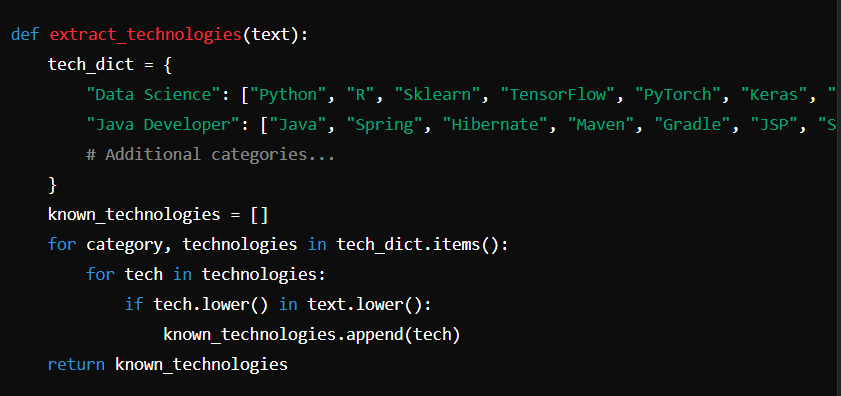 def extract_technologies(text):
    tech_dict = {
        "Data Science": ["Python", "R", "Sklearn", "TensorFlow", "PyTorch", "Keras", "
        "Java Developer": ["Java", "Spring", "Hibernate", "Maven", "Gradle", "JSP", "S
        # Additional categories...
    }
    known_technologies = []
    for category, technologies in tech_dict.items():
        for tech in technologies:
            if tech.lower() in text.lower():
                known_technologies.append(tech)
    return known_technologies